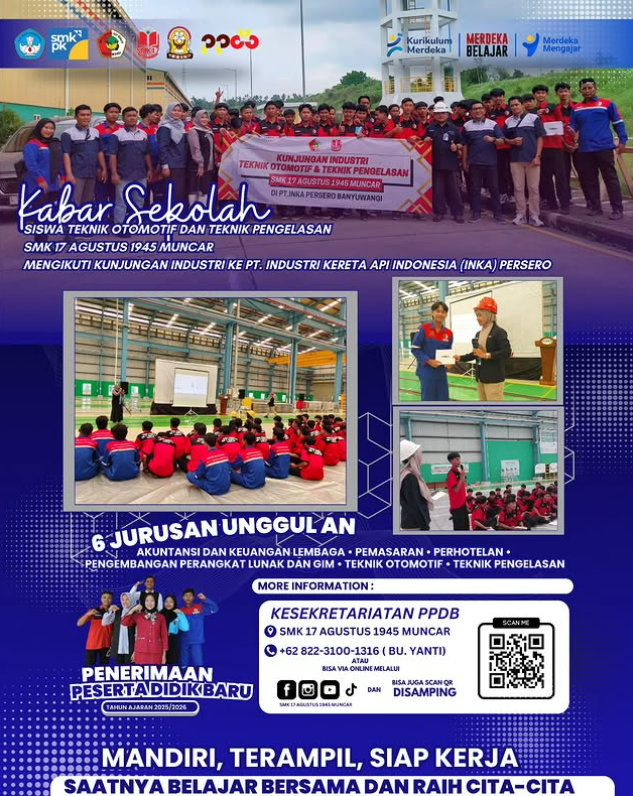 smk
pk
Kurikulum
Merdeka
MERDEKA
BELAJAR
Merdeka
Mengajar
KUNJUNGAN INDUSTRI
TEKNIK OTOMOTIF & TEKNIK PENGELASAN
SMK 17 AGUSTUS 1945 MUNCAR
DI PT.INKA PERSERO BANYUWANGI
Kabar Sekolah
SISWA TEKNIK OTOMOTIF DAN TEKNIK PENGELASAN
SMK 17 AGUSTUS 1945 MUNCAR
MENGIKUTI KUNJUNGAN INDUSTRI KE PT. INDUSTRI KERETA API INDONESIA (INKA) PERSERO
6 JURUSAN UNGGULAN
AKUNTANSI DAN KEUANGAN LEMBAGA • PEMASARAN • PERHOTELAN •
PENGEMBANGAN PERANGKAT LUNAK DAN GIM • TEKNIK OTOMOTIF • TEKNIK PENGELASAN
MORE INFORMATION :
KESEKRETARIATAN PPDB
SMK 17 AGUSTUS 1945 MUNCAR
+62 822-3100-1316 ( BU. YANTI)
ATAU
BISA VIA ONLINE MELALUI
DAN
BISA JUGA SCAN QR
DISAMPING
SMK 17 AGUSTUS 1945 MUNCAR
SCAN ME
PENERIMAAN
PESERTA DIDIK BARU
TAHUN AJARAN 2025/2026
MANDIRI, TERAMPIL, SIAP KERJA
SAATNYA BELAJAR BERSAMA DAN RAIH CITA-CITA